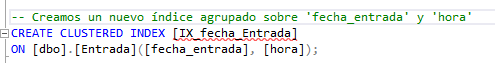 -- Creamos un nuevo índice agrupado sobre 'fecha_entrada' y 'hora'
CREATE CLUSTERED INDEX [IX_fecha_Entrada]
ON [dbo].[Entrada]([fecha_entrada], [hora]);